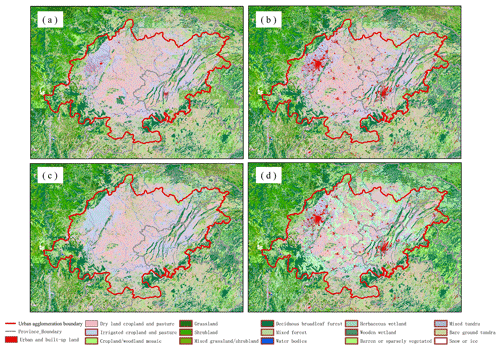 (a)
(b)
(c)
(d)
Urban agglomeration boundary
Province_Boundary
Urban and built-up land
Dry land cropland and pasture
Irrigated cropland and pasture
Cropland/woodland mosaic
Grassland
Shrubland
Mixed grassland/shrubland
Deciduous broadleaf forest
Mixed forest
Water bodies
Herbaceous wetland
Wooden wetland
Barren or sparsely vegetated
Mixed tundra
Bare ground tundra
Snow or ice